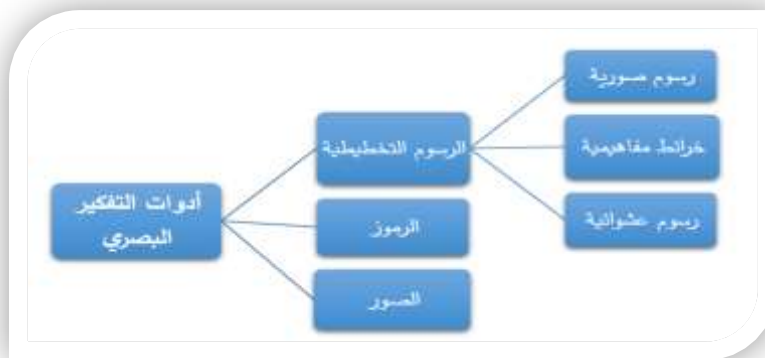 أدوات التفكير
البصري
الرسوم التخطيطية
الرموز
الصور
رسوم صورية
خرائط مفاهيمية
رسوم عشوائية